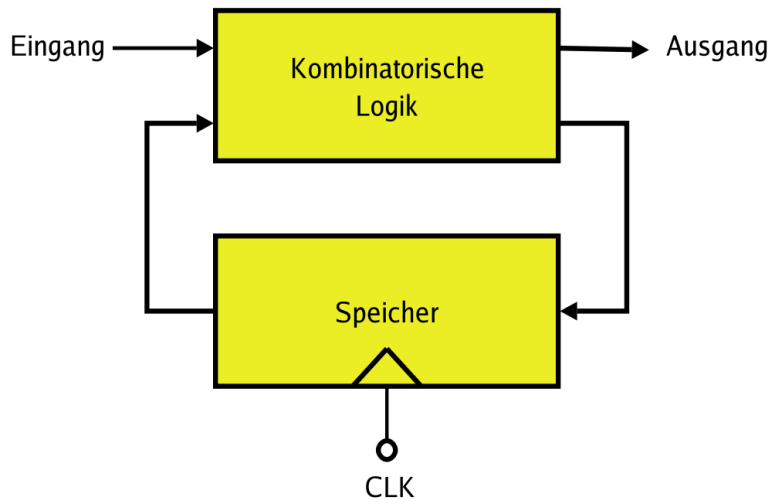 Eingang
Kombinatorische
Logik
Ausgang
Speicher
CLK